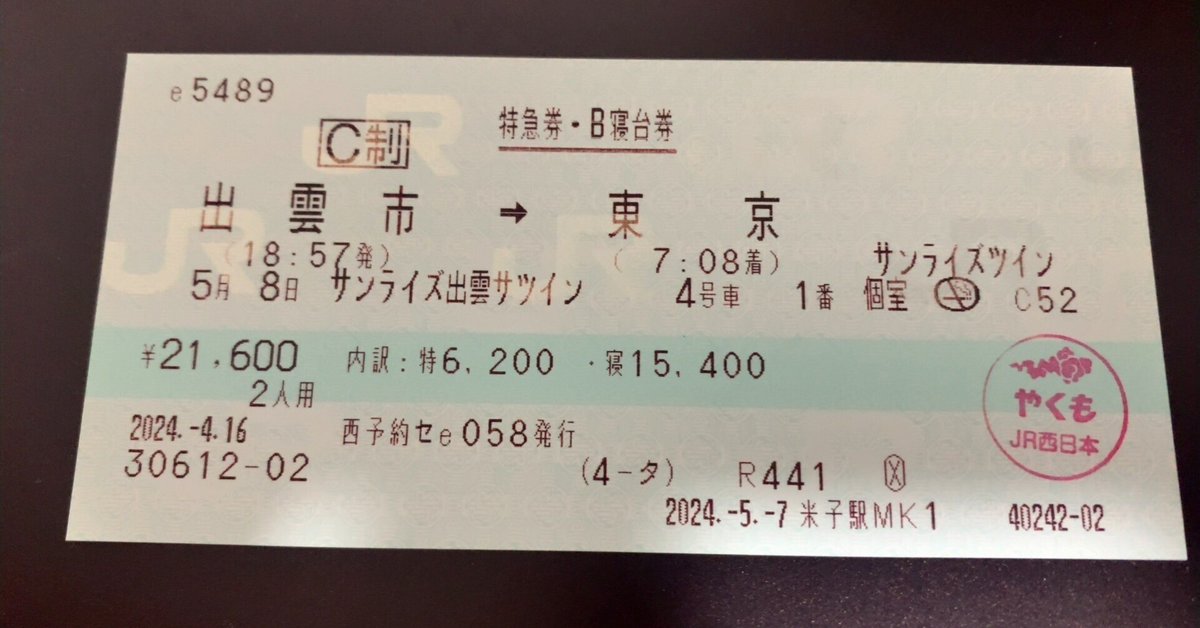 e5489
C制 特急券・B寝台券
出雲市 → 東京
(18:57発) (7:08着) サンライズツイン
5月 8日 サンライズ出雲サツイン 4号車 1番 個室 C52
¥21,600 内訳:特6,200・寝15,400
2人用
2024.-4.16 西予約セe058発行
30612-02 (4-タ) R441 X
2024.-5.-7 米子駅MK1 40242-02
やくも
JR西日本
JR
JR
JR